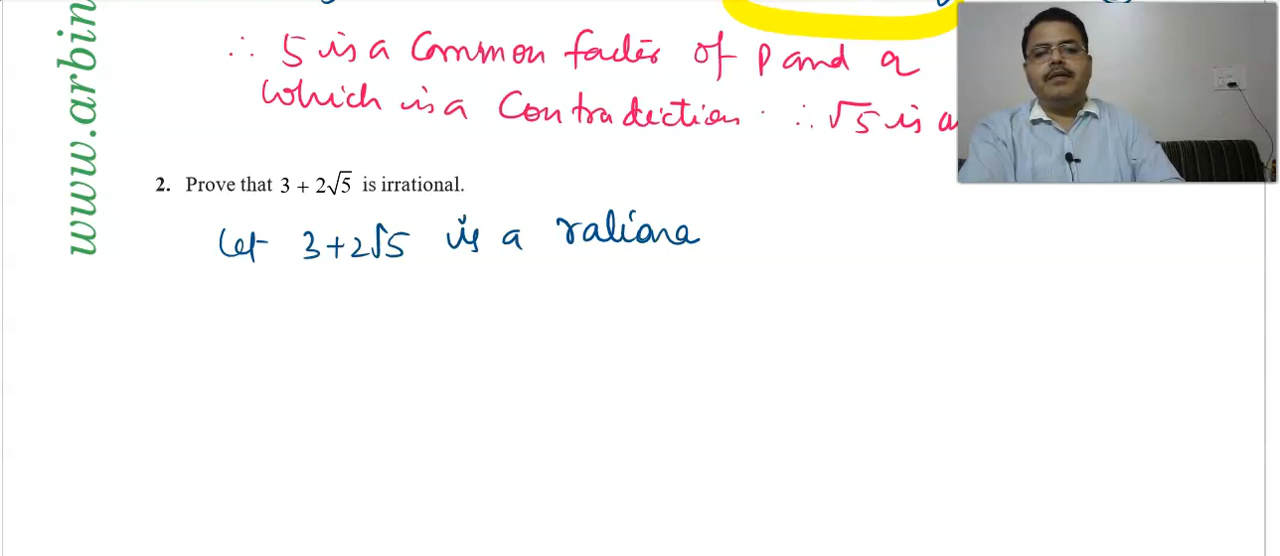 ∴ 5 is a Common factor of P and q
which is a Contradiction. ∴ √5 is
www.arbin
2. Prove that 3 + 2√5 is irrational.
Let 3+2√5 is a rationa